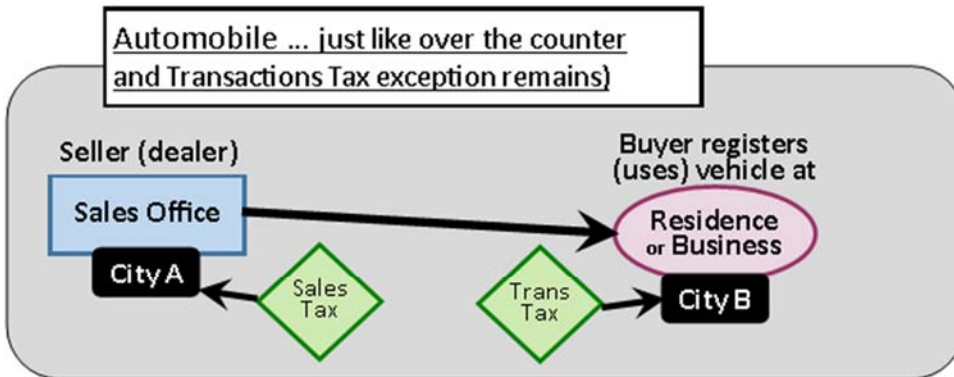 Automobile ... just like over the counter
and Transactions Tax exception remains)
Seller (dealer)
Sales Office
City A
Sales
Tax
Trans
Tax
Buyer registers
(uses) vehicle at
Residence
or Business
City B